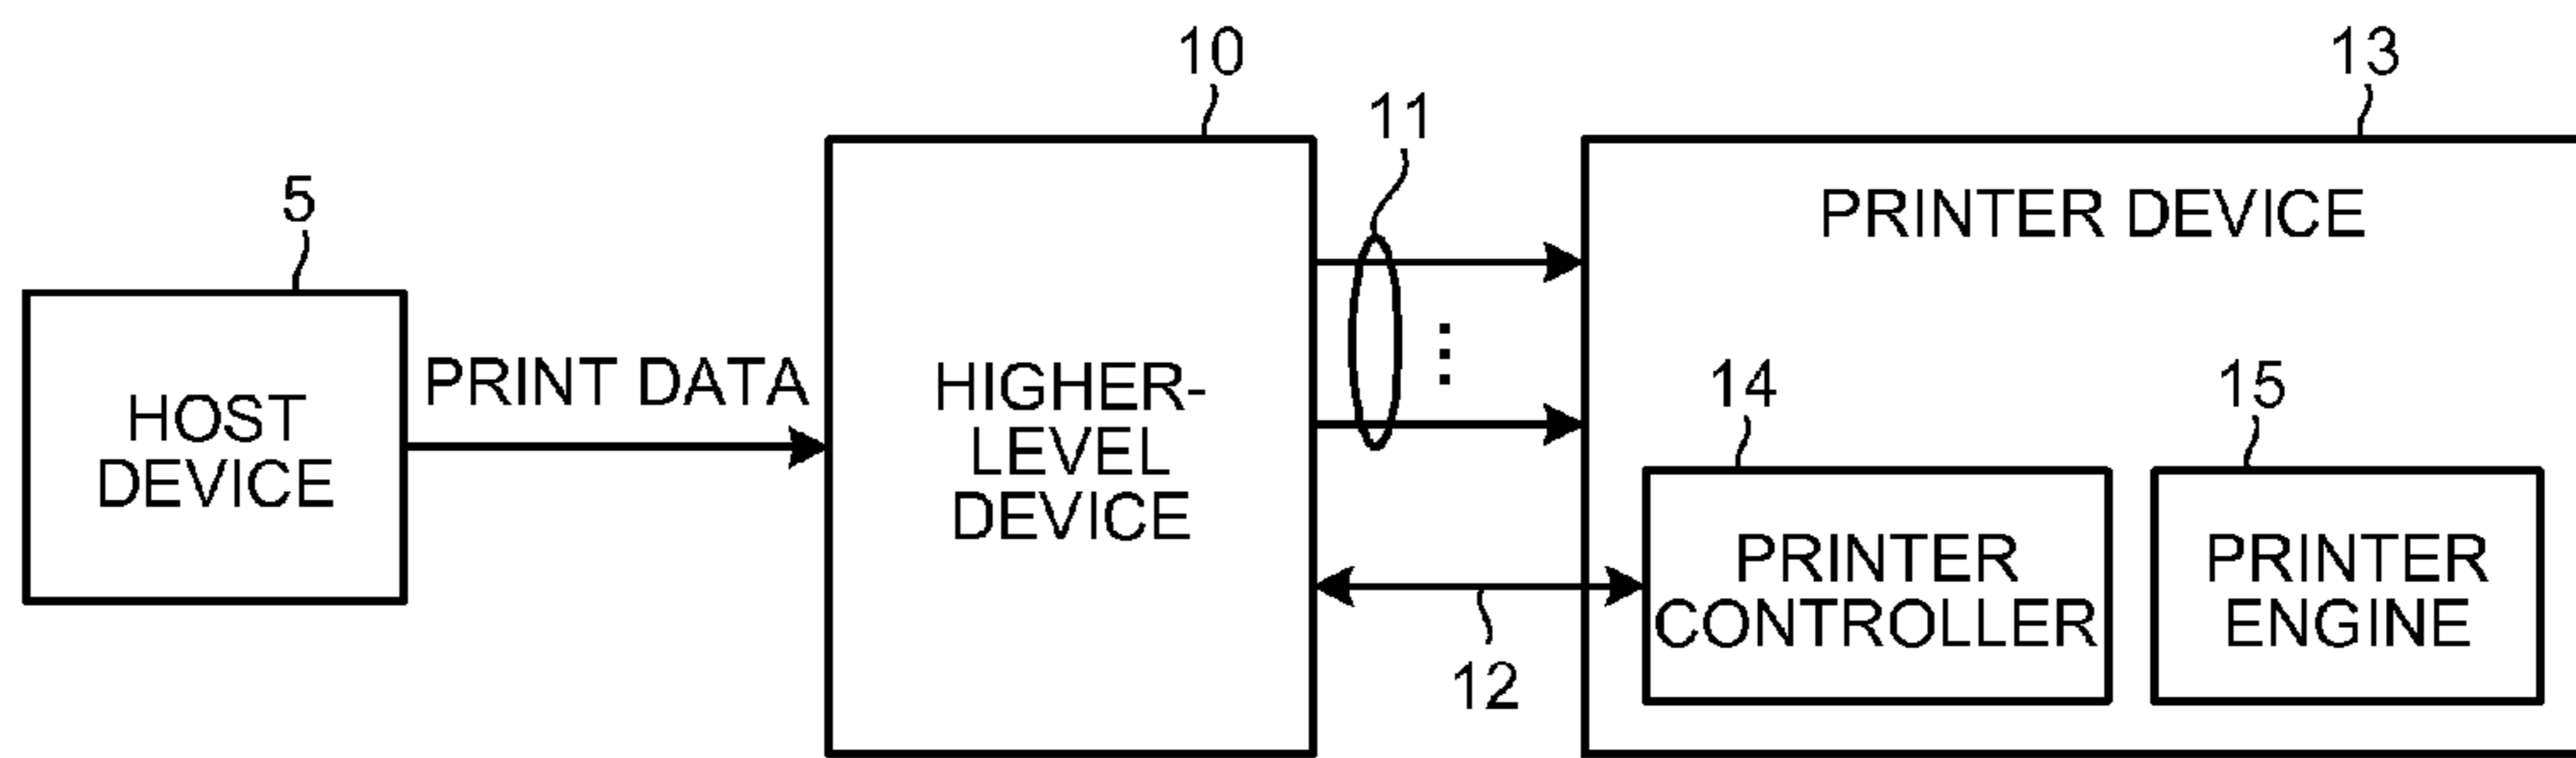 10
13
11
5
PRINTER DEVICE
PRINT DATA
HOST
DEVICE
HIGHER-
LEVEL
DEVICE
14
15
PRINTER
CONTROLLER
PRINTER
ENGINE
12